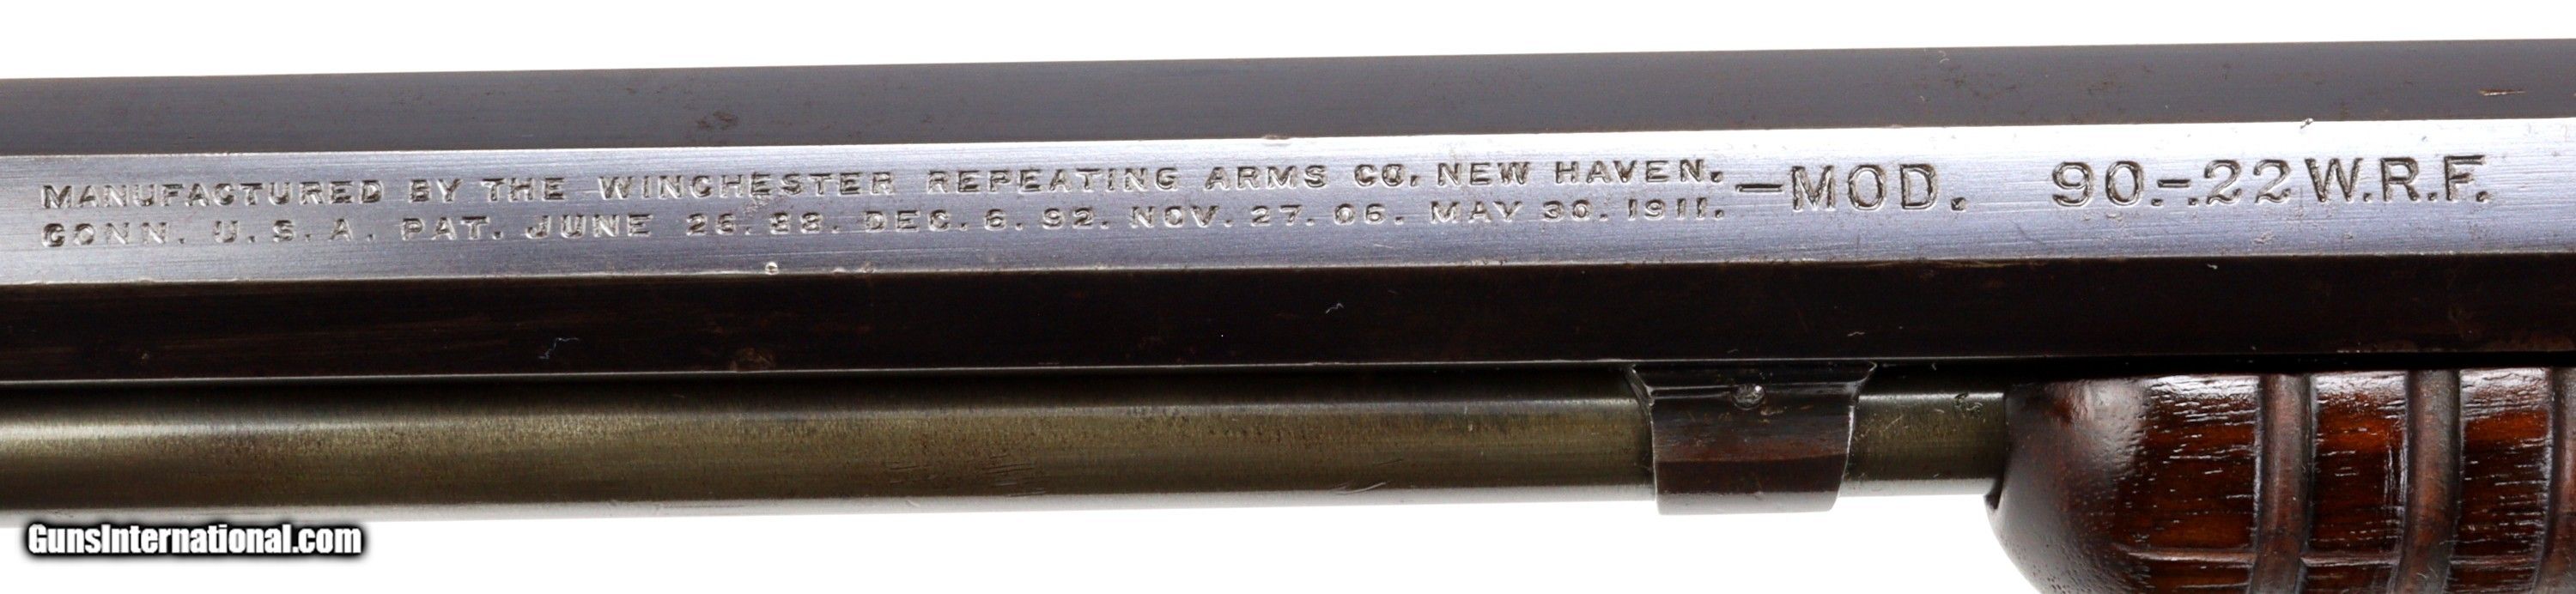 MANUFACTURED BY THE WINCHESTER REPEATING ARMS CO. NEW HAVEN.
CONN. U.S.A. PAT. JUNE 26. 88. DEC. 6. 92. NOV. 27. 06. MAY 30. 1911.
—MOD. 90.-.22 W.R.F.
GunsInternational.com